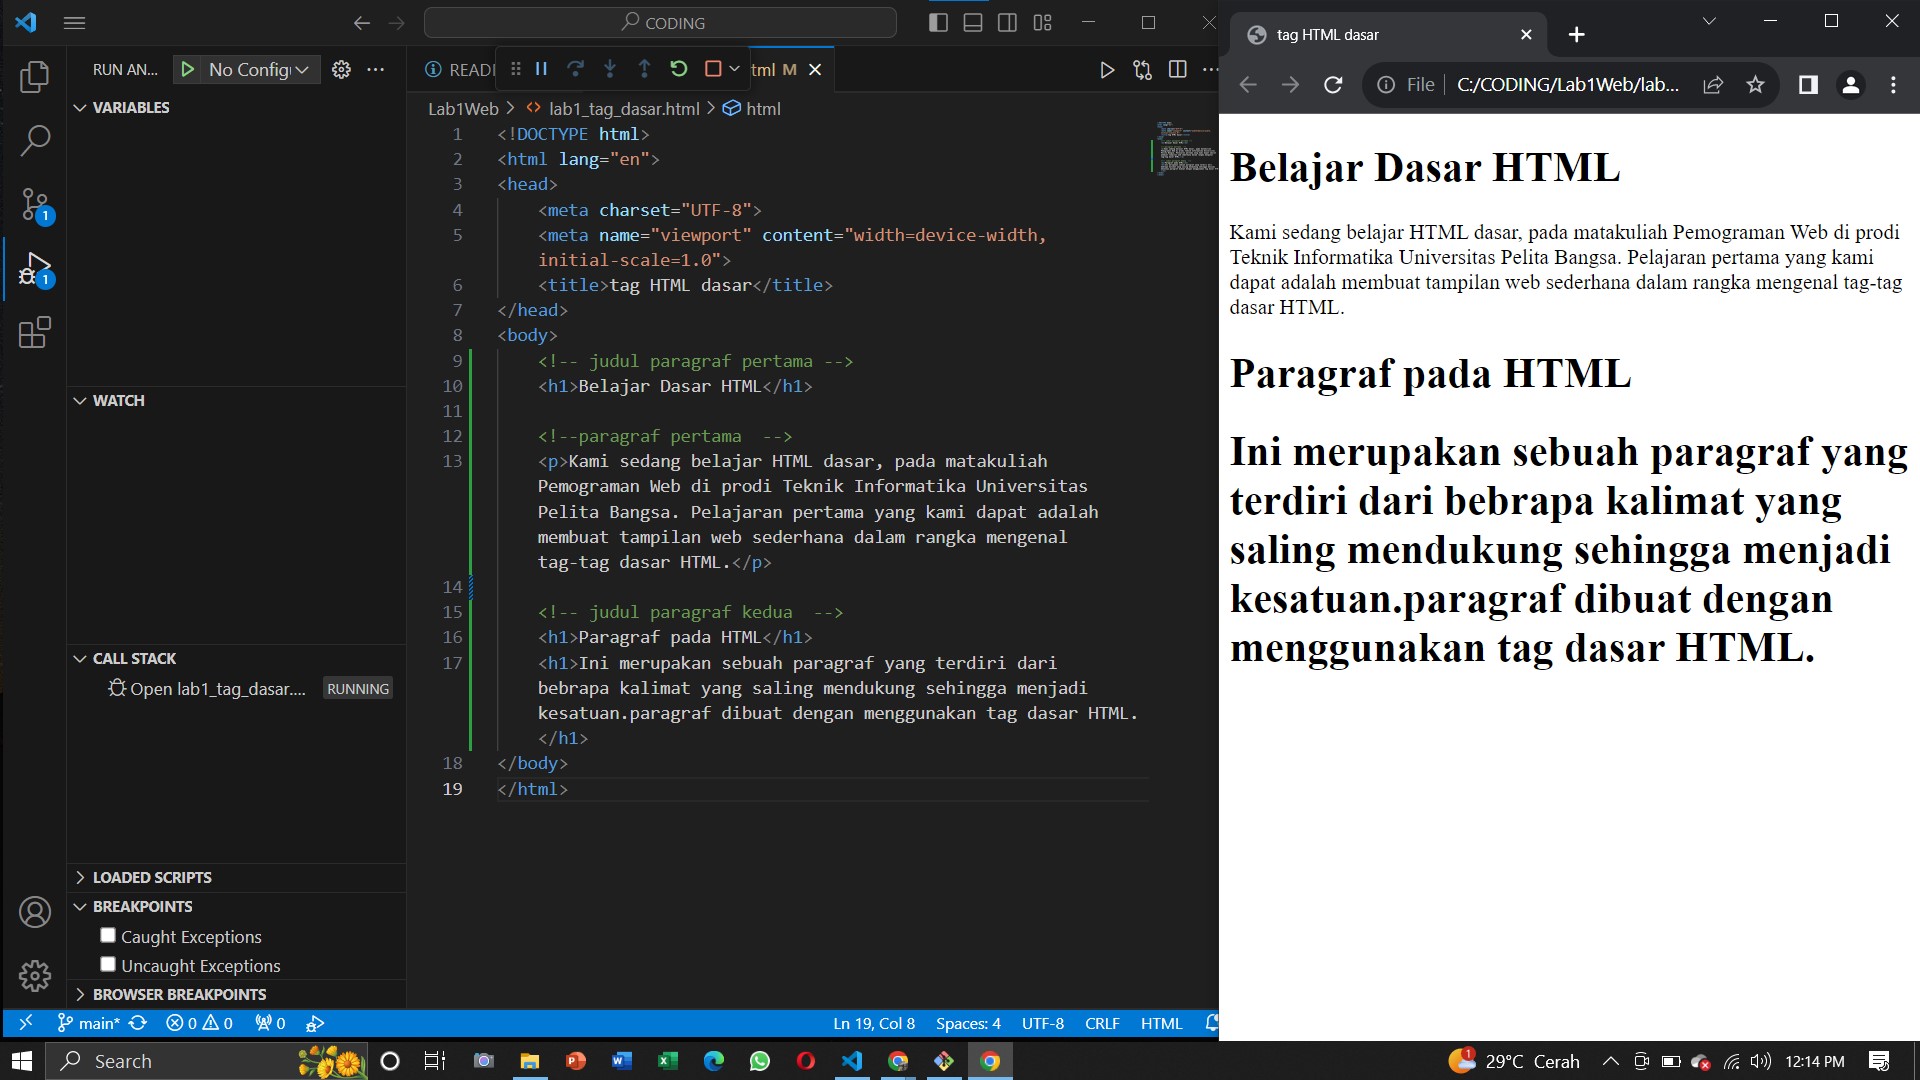 CODING
RUN AN... No Config
READ
tml M
VARIABLES
Lab1Web > lab1_tag_dasar.html > html
1 <!DOCTYPE html>
2 <html lang="en">
3 <head>
4 <meta charset="UTF-8">
5 <meta name="viewport" content="width=device-width,
initial-scale=1.0">
6 <title>tag HTML dasar</title>
7 </head>
8 <body>
9 <!-- judul paragraf pertama -->
10 <h1>Belajar Dasar HTML</h1>
11
12 <!--paragraf pertama  -->
13 <p>Kami sedang belajar HTML dasar, pada matakuliah
Pemograman Web di prodi Teknik Informatika Universitas
Pelita Bangsa. Pelajaran pertama yang kami dapat adalah
membuat tampilan web sederhana dalam rangka mengenal
tag-tag dasar HTML.</p>
14
15 <!-- judul paragraf kedua  -->
16 <h1>Paragraf pada HTML</h1>
17 <h1>Ini merupakan sebuah paragraf yang terdiri dari
bebrapa kalimat yang saling mendukung sehingga menjadi
kesatuan.paragraf dibuat dengan menggunakan tag dasar HTML.
</h1>
18 </body>
19 </html>
WATCH
CALL STACK
Open lab1_tag_dasar.... RUNNING
LOADED SCRIPTS
BREAKPOINTS
Caught Exceptions
Uncaught Exceptions
BROWSER BREAKPOINTS
1
1
main* 0 0 0
Ln 19, Col 8 Spaces: 4 UTF-8 CRLF HTML
tag HTML dasar
File C:/CODING/Lab1Web/lab...
Belajar Dasar HTML
Kami sedang belajar HTML dasar, pada matakuliah Pemograman Web di prodi
Teknik Informatika Universitas Pelita Bangsa. Pelajaran pertama yang kami
dapat adalah membuat tampilan web sederhana dalam rangka mengenal tag-tag
dasar HTML.
Paragraf pada HTML
Ini merupakan sebuah paragraf yang
terdiri dari bebrapa kalimat yang
saling mendukung sehingga menjadi
kesatuan.paragraf dibuat dengan
menggunakan tag dasar HTML.
Search
1 29°C Cerah 12:14 PM